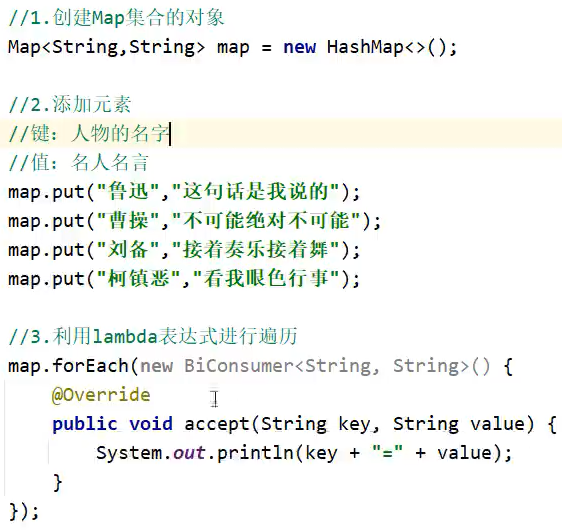 //1.创建Map集合的对象
Map<String,String> map = new HashMap<>();
//2.添加元素
//键：人物的名字
//值：名人名言
map.put("鲁迅","这句话是我说的");
map.put("曹操","不可能绝对不可能");
map.put("刘备","接着奏乐接着舞");
map.put("柯镇恶","看我眼色行事");
//3.利用lambda表达式进行遍历
map.forEach(new BiConsumer<String, String>() {
@Override
public void accept(String key, String value) {
System.out.println(key + "=" + value);
}
});